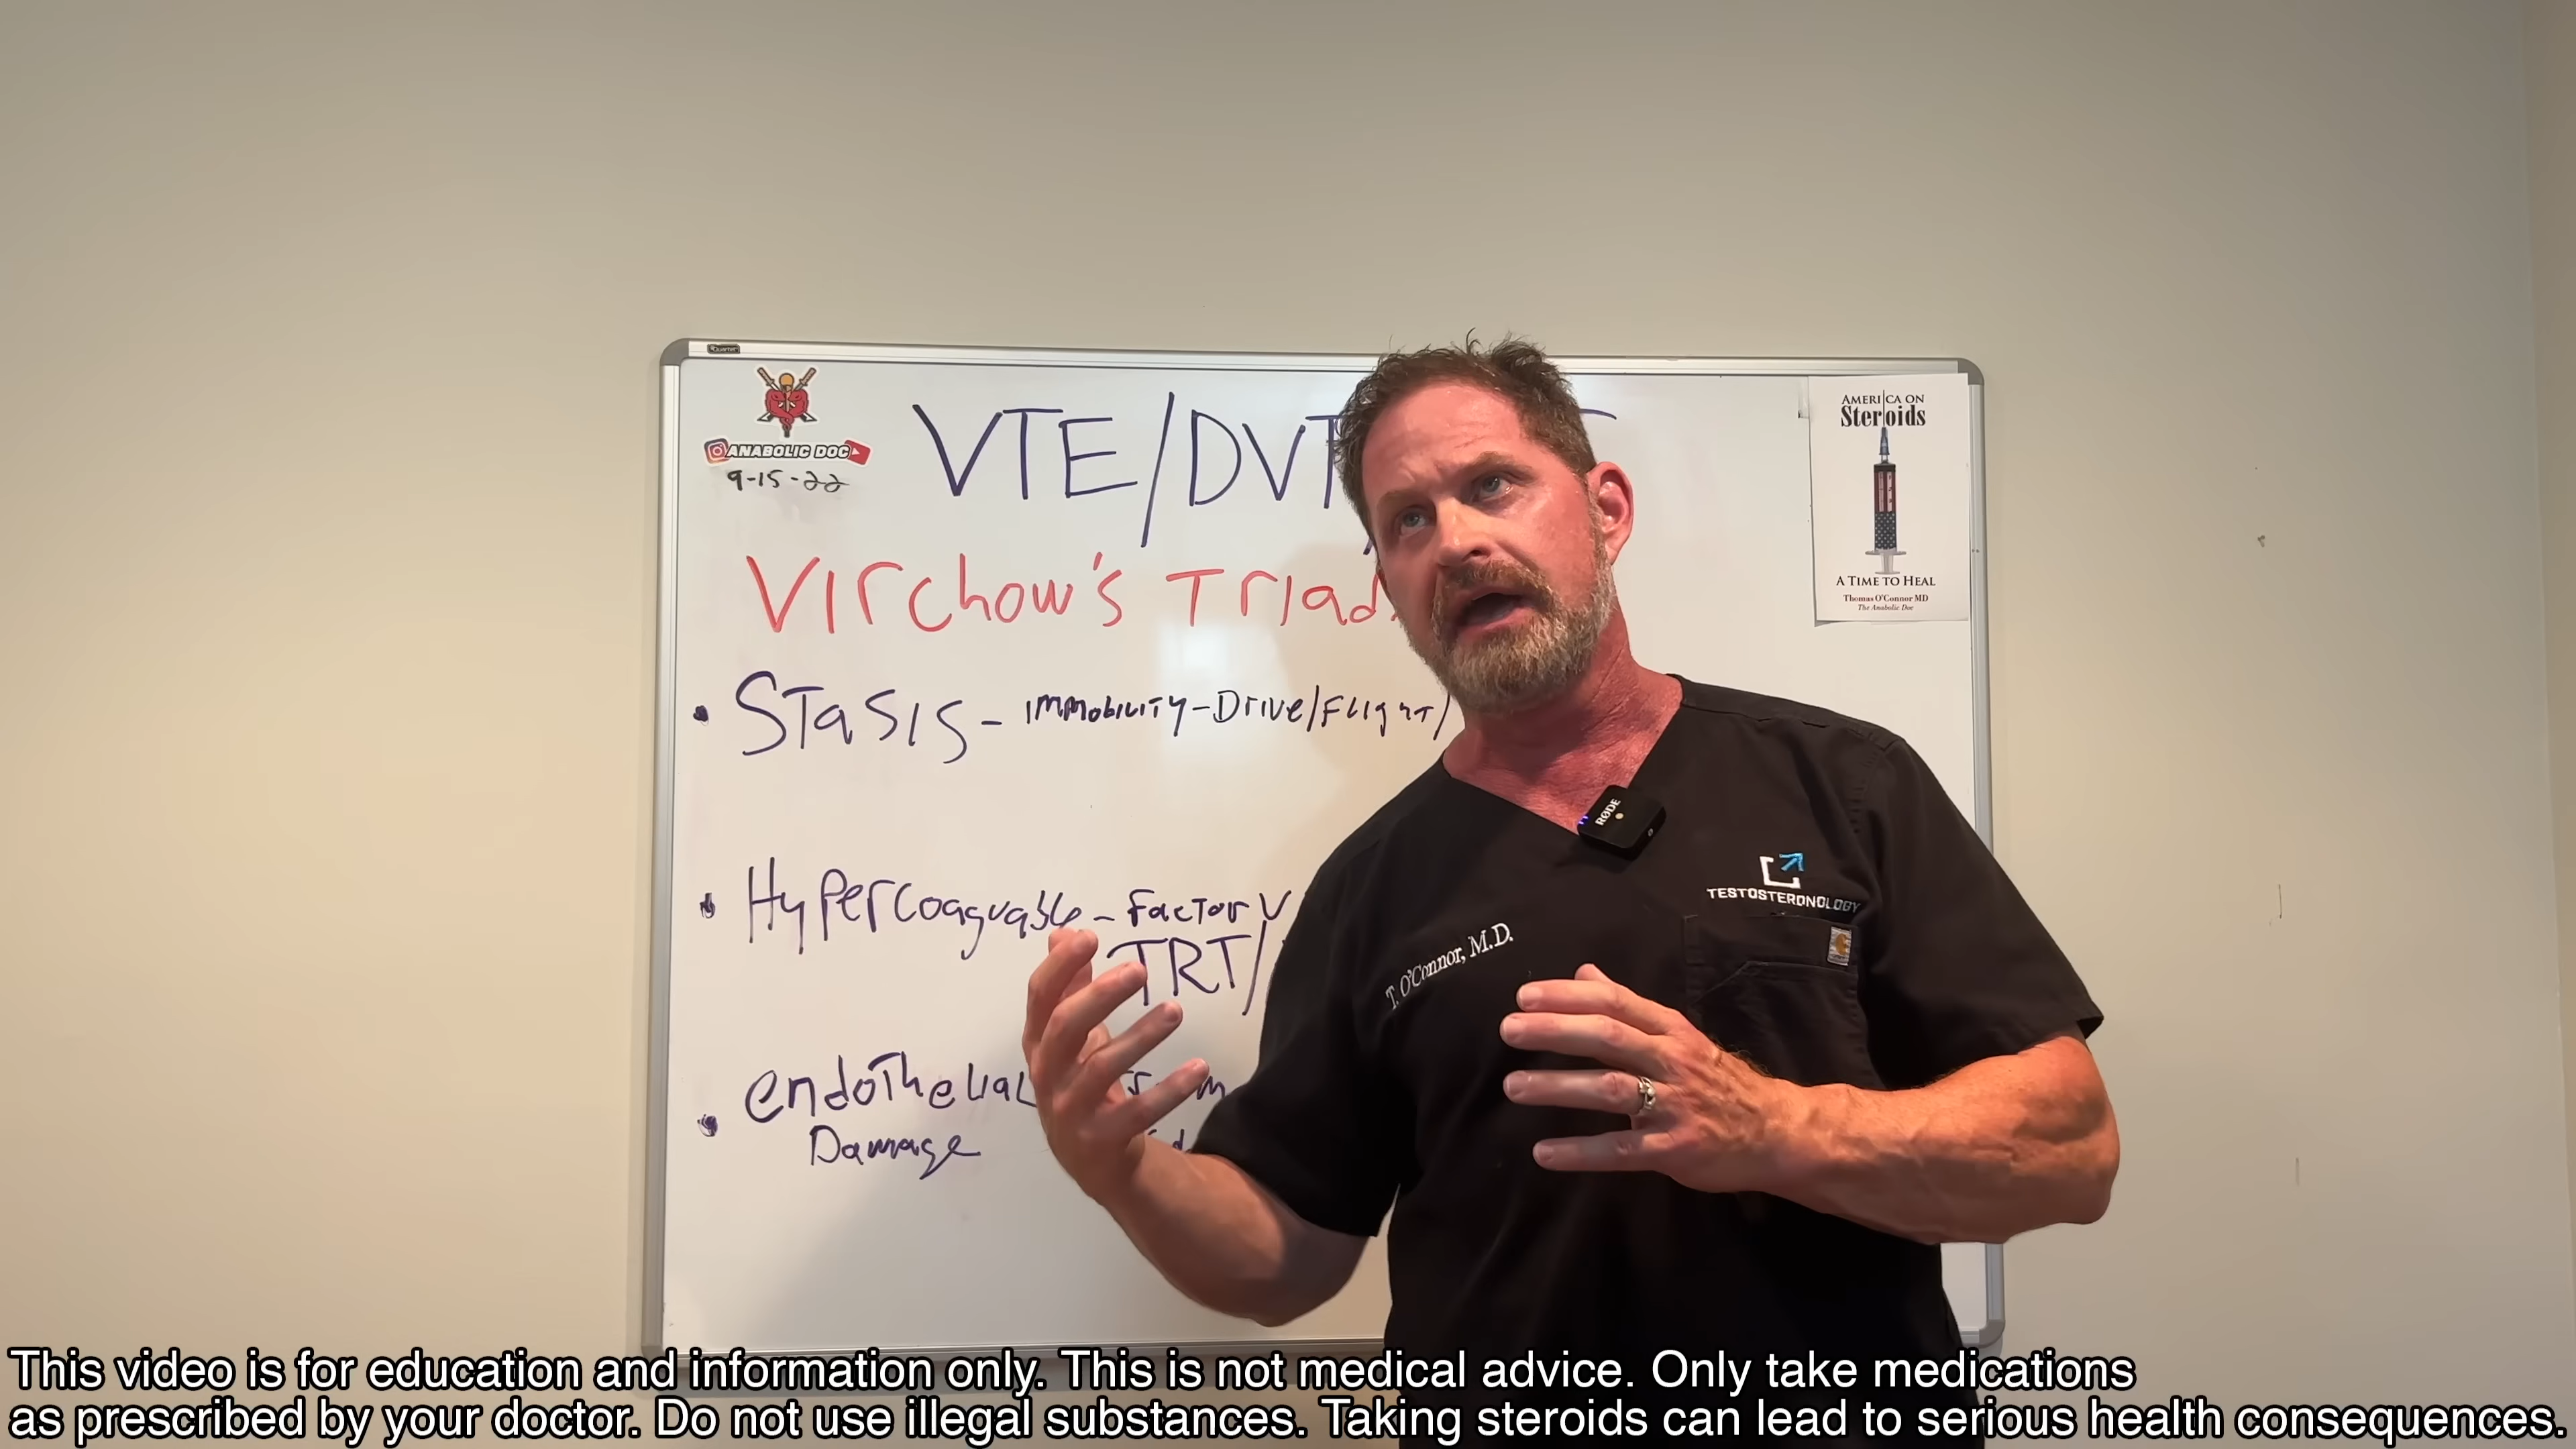 Quartet
ANABOLIC DOC
9-15-22
VTE/DVT
VIrchow's Triad
• STaSIS - IMMobiliTy-Drive/FLighT/
• HyPercoaguable - Factor V
TRT/
• endoTheLiaL
Damage
AMERICA ON
Steroids
A TIME TO HEAL
Thomas O'Connor MD
The Anabolic Doc
RØDE
TESTOSTERONOLOGY
T. O'Connor, M.D.
This video is for education and information only. This is not medical advice. Only take medications
as prescribed by your doctor. Do not use illegal substances. Taking steroids can lead to serious health consequences.